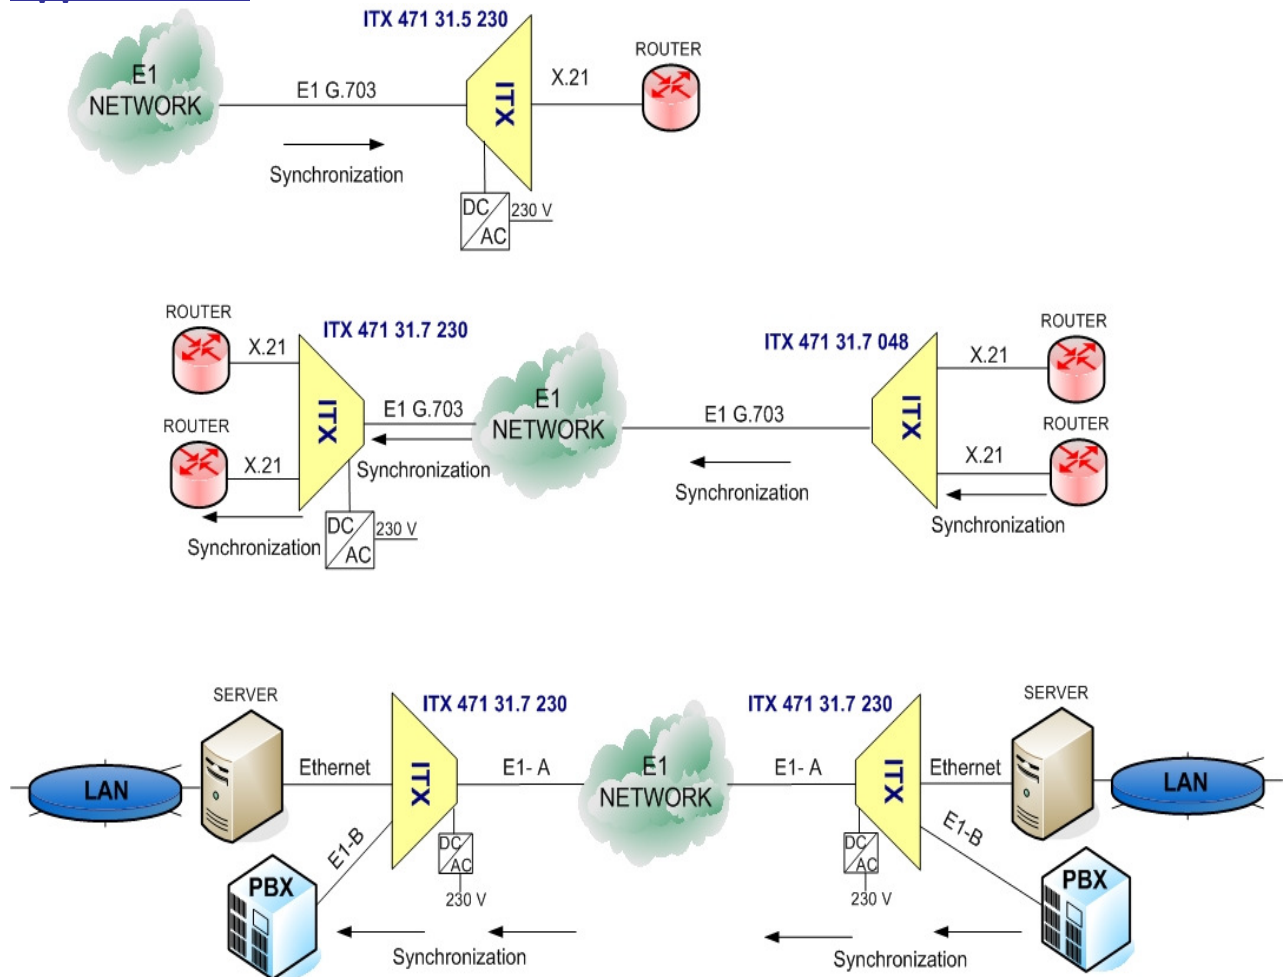 ITX 471 31.5 230
ROUTER
E1
NETWORK
E1 G.703
ITX
X.21
Synchronization
DC
AC
230 V
ROUTER
ITX 471 31.7 230
ITX 471 31.7 048
ROUTER
X.21
X.21
ITX
E1 G.703
E1
NETWORK
E1 G.703
ITX
ROUTER
X.21
Synchronization
ROUTER
X.21
Synchronization
Synchronization
Synchronization
DC
AC
230 V
SERVER
ITX 471 31.7 230
ITX 471 31.7 230
SERVER
LAN
Ethernet
ITX
E1- A
E1
NETWORK
E1- A
ITX
Ethernet
LAN
E1-B
DC
AC
230 V
DC
AC
230 V
E1-B
PBX
PBX
Synchronization
Synchronization